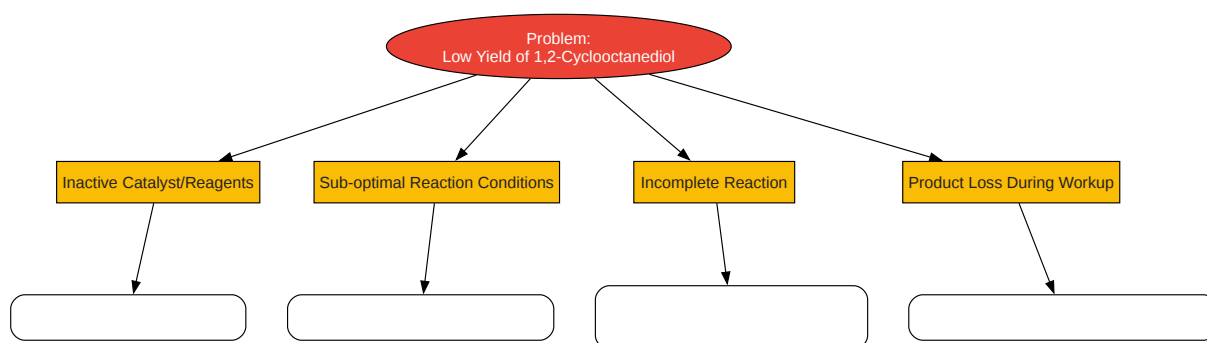 Problem:
Low Yield of 1,2-Cyclooctanediol
Inactive Catalyst/Reagents
Sub-optimal Reaction Conditions
Incomplete Reaction
Product Loss During Workup